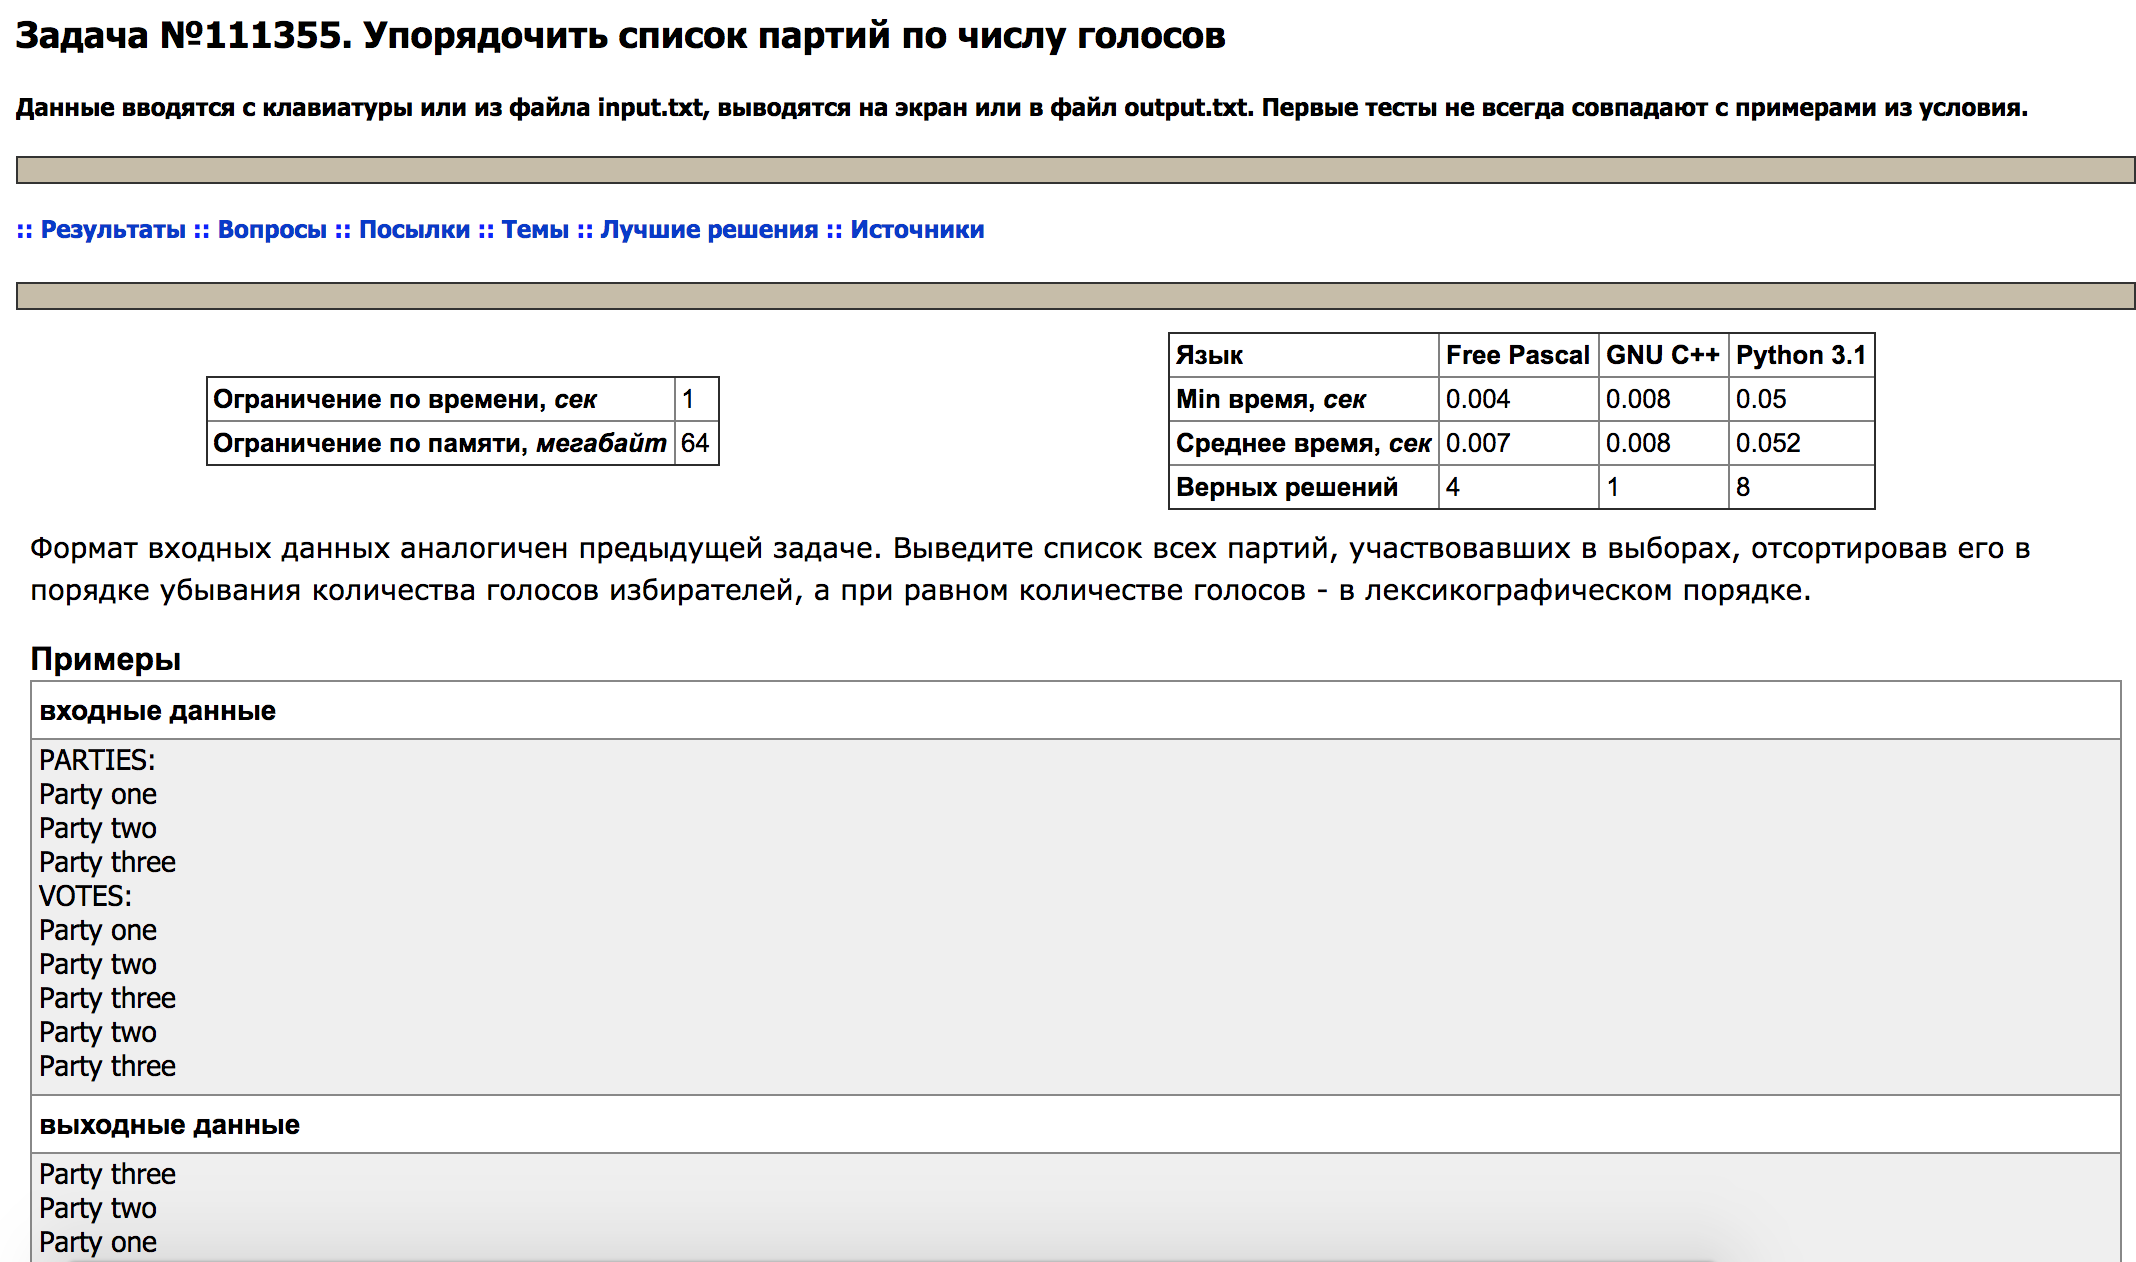 Задача №111355. Упорядочить список партий по числу голосов
Данные вводятся с клавиатуры или из файла input.txt, выводятся на экран или в файл output.txt. Первые тесты не всегда совпадают с примерами из условия.
:: Результаты :: Вопросы :: Посылки :: Темы :: Лучшие решения :: Источники
Ограничение по времени, сек 1
Ограничение по памяти, мегабайт 64
Язык Free Pascal GNU C++ Python 3.1
Min время, сек 0.004 0.008 0.05
Среднее время, сек 0.007 0.008 0.052
Верных решений 4 1 8
Формат входных данных аналогичен предыдущей задаче. Выведите список всех партий, участвовавших в выборах, отсортировав его в
порядке убывания количества голосов избирателей, а при равном количестве голосов - в лексикографическом порядке.
Примеры
входные данные
PARTIES:
Party one
Party two
Party three
VOTES:
Party one
Party two
Party three
Party two
Party three
выходные данные
Party three
Party two
Party one